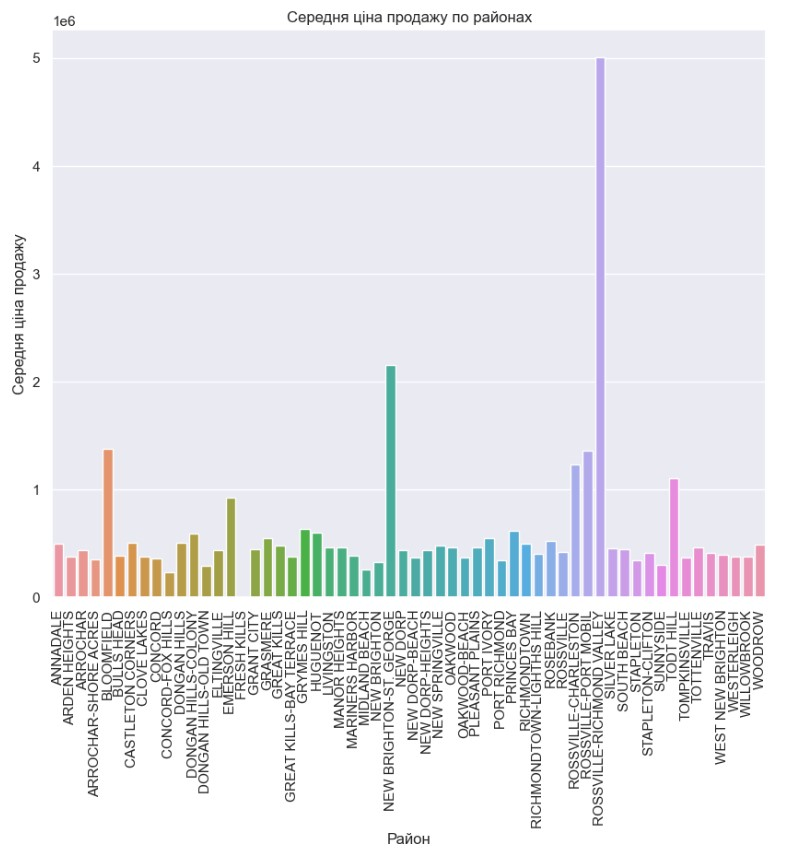 Середня ціна продажу по районах
1e6
5
4
3
2
1
0
Середня ціна продажу
ANNADALE
ARDEN HEIGHTS
ARROCHAR
ARROCHAR-SHORE ACRES
BLOOMFIELD
BULLS HEAD
CASTLETON CORNERS
CLOVE LAKES
CONCORD
CONCORD-FOX HILLS
DONGAN HILLS
DONGAN HILLS-COLONY
DONGAN HILLS-OLD TOWN
ELTINGVILLE
EMERSON HILL
FRESH KILLS
GRANT CITY
GRASMERE
GREAT KILLS
GREAT KILLS-BAY TERRACE
GRYMES HILL
HUGUENOT
LIVINGSTON
MANOR HEIGHTS
MARINERS HARBOR
MIDLAND BEACH
NEW BRIGHTON
NEW BRIGHTON-ST. GEORGE
NEW DORP
NEW DORP-BEACH
NEW DORP-HEIGHTS
NEW SPRINGVILLE
OAKWOOD
OAKWOOD-BEACH
PLEASANT PLAINS
PORT IVORY
PORT RICHMOND
PRINCES BAY
RICHMONDTOWN
RICHMONDTOWN-LIGHTHS HILL
ROSEBANK
ROSSVILLE
ROSSVILLE-CHARLESTON
ROSSVILLE-PORT MOBIL
ROSSVILLE-RICHMOND VALLEY
SILVER LAKE
SOUTH BEACH
STAPLETON
STAPLETON-CLIFTON
SUNNYSIDE
TODT HILL
TOMPKINSVILLE
TOTTENVILLE
TRAVIS
WEST NEW BRIGHTON
WESTERLEIGH
WILLOWBROOK
WOODROW
Район